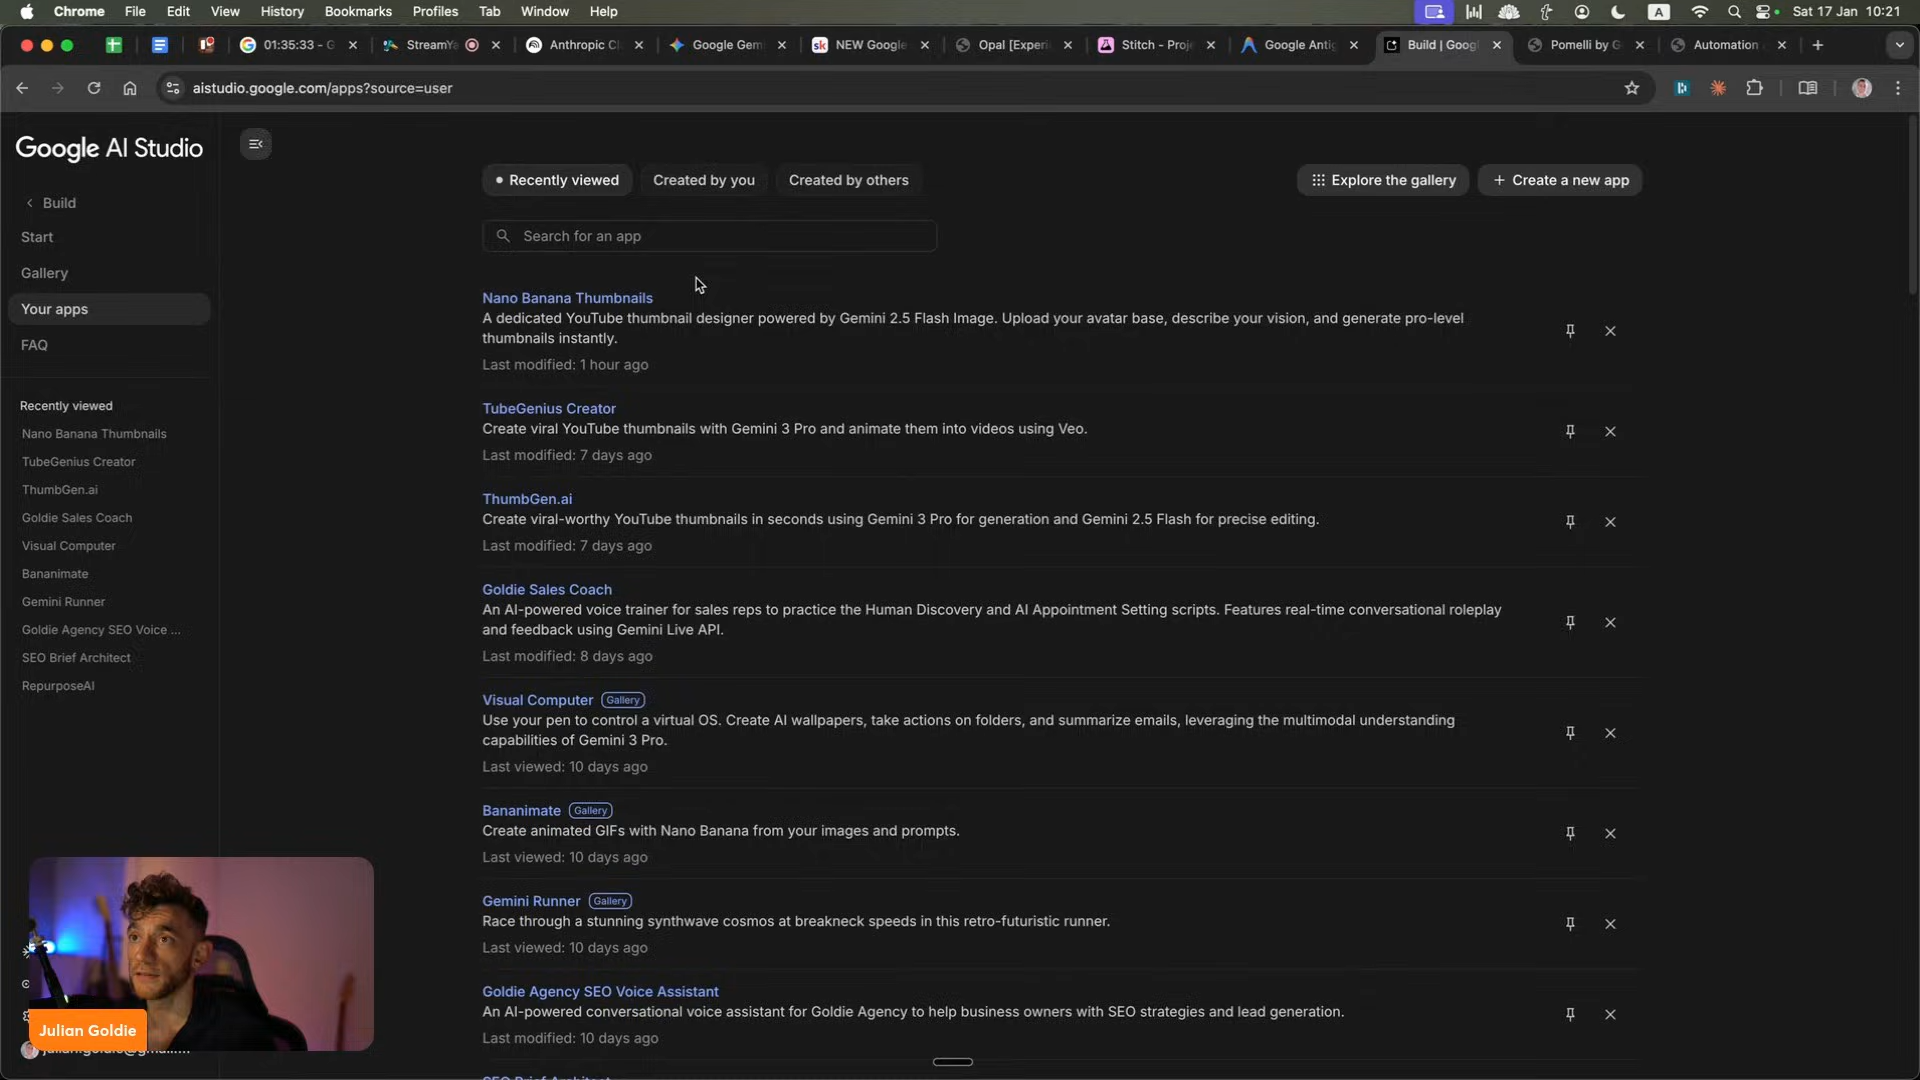 Chrome File Edit View History Bookmarks Profiles Tab Window Help
A Sat 17 Jan 10:21
01:35:33 - G StreamYa Anthropic Cl Google Gem sk NEW Google Opal [Experi Stitch - Proje Google Antig Build | Goog Pomelli by G Automation
aistudio.google.com/apps?source=user
Google AI Studio
Build
Start
Gallery
Your apps
FAQ
Recently viewed
Nano Banana Thumbnails
TubeGenius Creator
ThumbGen.ai
Goldie Sales Coach
Visual Computer
Bananimate
Gemini Runner
Goldie Agency SEO Voice ...
SEO Brief Architect
RepurposeAI
Recently viewed Created by you Created by others Explore the gallery Create a new app
Search for an app
Nano Banana Thumbnails
A dedicated YouTube thumbnail designer powered by Gemini 2.5 Flash Image. Upload your avatar base, describe your vision, and generate pro-level
thumbnails instantly.
Last modified: 1 hour ago
TubeGenius Creator
Create viral YouTube thumbnails with Gemini 3 Pro and animate them into videos using Veo.
Last modified: 7 days ago
ThumbGen.ai
Create viral-worthy YouTube thumbnails in seconds using Gemini 3 Pro for generation and Gemini 2.5 Flash for precise editing.
Last modified: 7 days ago
Goldie Sales Coach
An AI-powered voice trainer for sales reps to practice the Human Discovery and AI Appointment Setting scripts. Features real-time conversational roleplay
and feedback using Gemini Live API.
Last modified: 8 days ago
Visual Computer Gallery
Use your pen to control a virtual OS. Create AI wallpapers, take actions on folders, and summarize emails, leveraging the multimodal understanding
capabilities of Gemini 3 Pro.
Last viewed: 10 days ago
Bananimate Gallery
Create animated GIFs with Nano Banana from your images and prompts.
Last viewed: 10 days ago
Gemini Runner Gallery
Race through a stunning synthwave cosmos at breakneck speeds in this retro-futuristic runner.
Last viewed: 10 days ago
Goldie Agency SEO Voice Assistant
An AI-powered conversational voice assistant for Goldie Agency to help business owners with SEO strategies and lead generation.
Last modified: 10 days ago
SEO Brief Architect
Julian Goldie